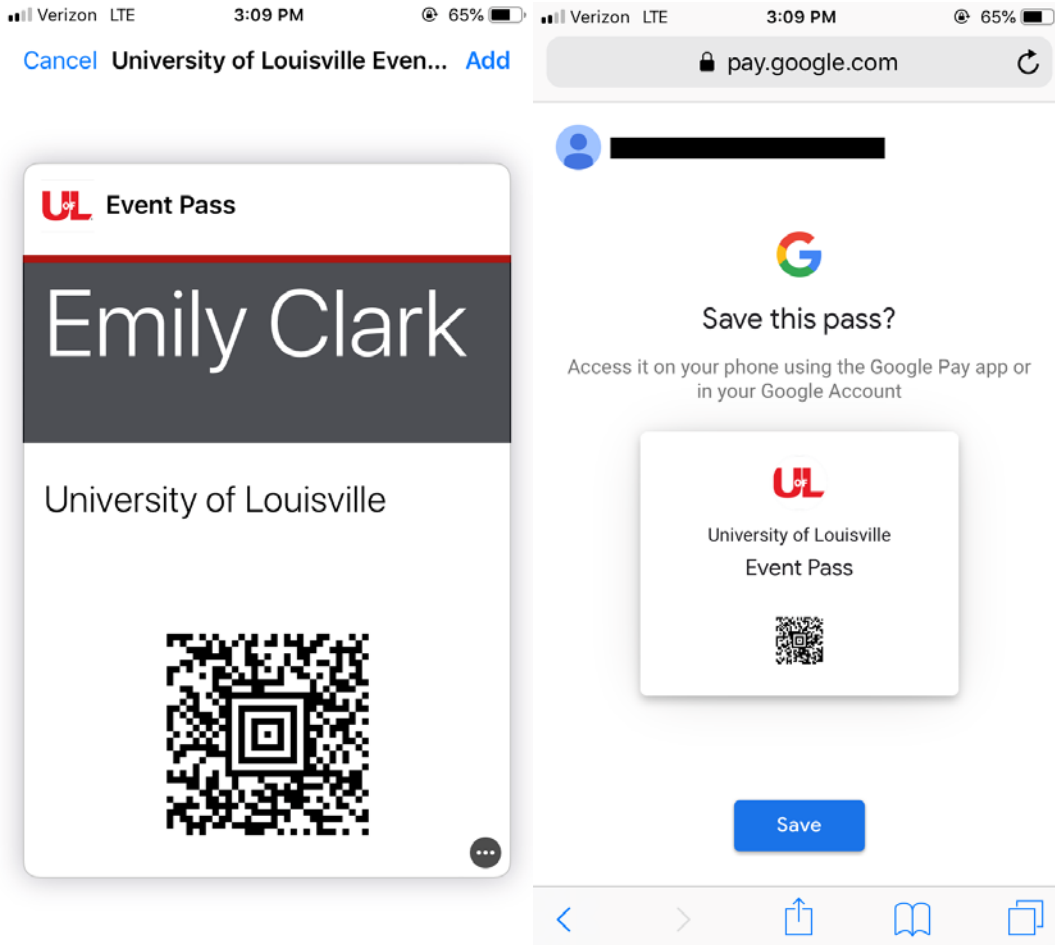 Verizon LTE 3:09 PM 65%
Cancel University of Louisville Even... Add
UofL Event Pass
Emily Clark
University of Louisville
Verizon LTE 3:09 PM 65%
pay.google.com
G
Save this pass?
Access it on your phone using the Google Pay app or
in your Google Account
UofL
University of Louisville
Event Pass
Save